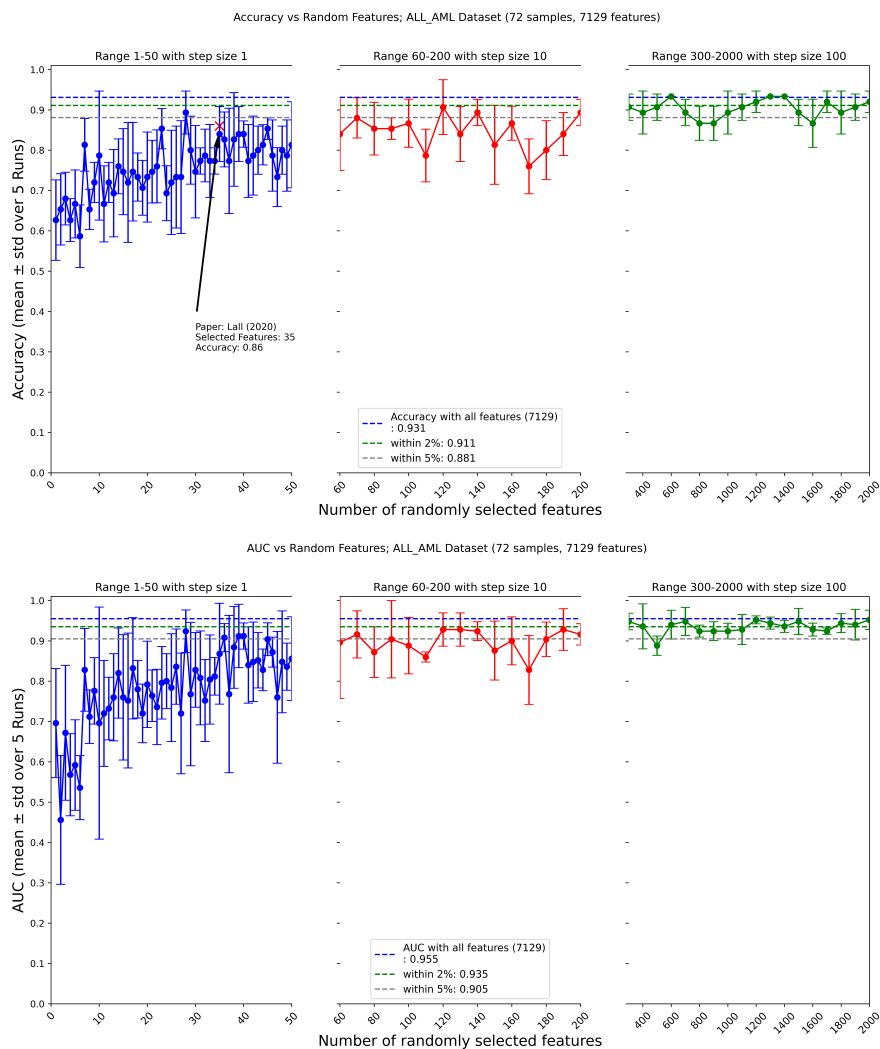 Accuracy vs Random Features; ALL_AML Dataset (72 samples, 7129 features)
Range 1-50 with step size 1
Range 60-200 with step size 10
Range 300-2000 with step size 100
Accuracy (mean ± std over 5 Runs)
1.0
0.9
0.8
0.7
0.6
0.5
0.4
0.3
0.2
0.1
0.0
Paper: Lall (2020)
Selected Features: 35
Accuracy: 0.86
Accuracy with all features (7129)
: 0.931
within 2%: 0.911
within 5%: 0.881
0 10 20 30 40 50
60 80 100 120 140 160 180 200
400 600 800 1000 1200 1400 1600 1800 2000
Number of randomly selected features
AUC vs Random Features; ALL_AML Dataset (72 samples, 7129 features)
Range 1-50 with step size 1
Range 60-200 with step size 10
Range 300-2000 with step size 100
AUC (mean ± std over 5 Runs)
1.0
0.9
0.8
0.7
0.6
0.5
0.4
0.3
0.2
0.1
0.0
AUC with all features (7129)
: 0.955
within 2%: 0.935
within 5%: 0.905
0 10 20 30 40 50
60 80 100 120 140 160 180 200
400 600 800 1000 1200 1400 1600 1800 2000
Number of randomly selected features